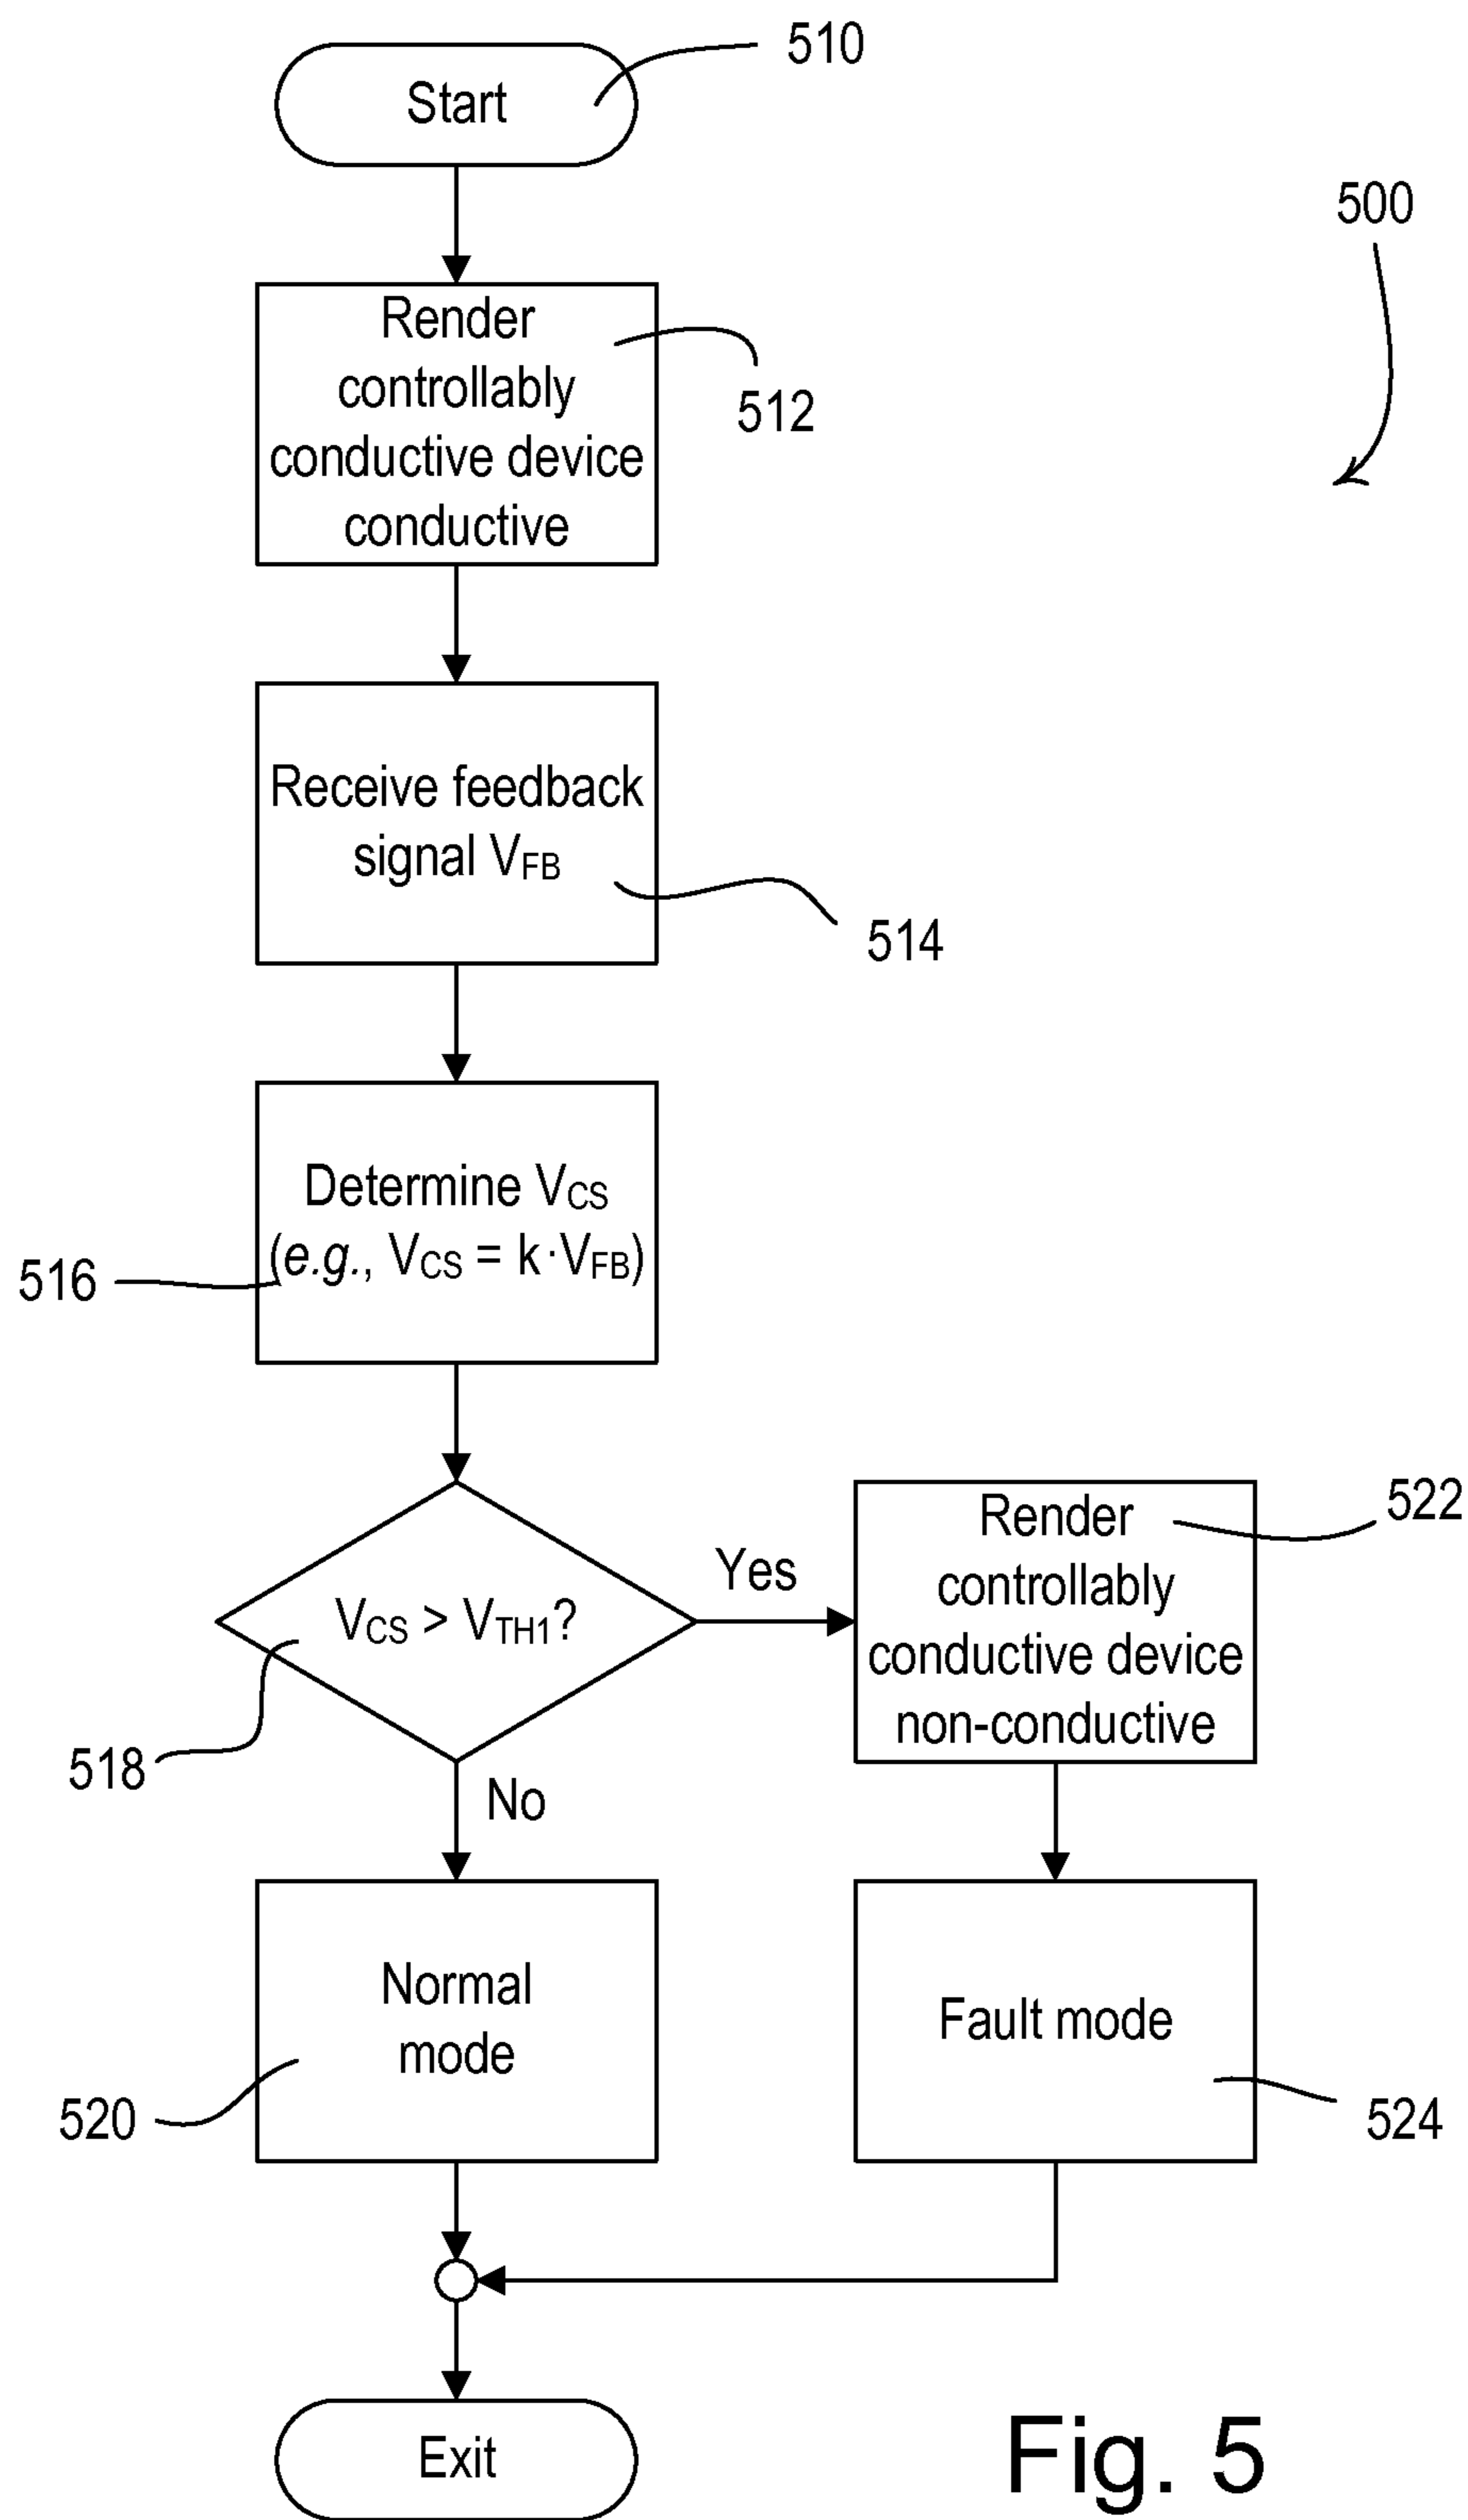 Start
510
500
Render
controllably
conductive device
conductive
512
Receive feedback
signal VFB
514
Determine VCS
(e.g., VCS = k·VFB)
516
VCS > VTH1?
518
Yes
No
Render
controllably
conductive device
non-conductive
522
Normal
mode
520
Fault mode
524
Exit
Fig. 5